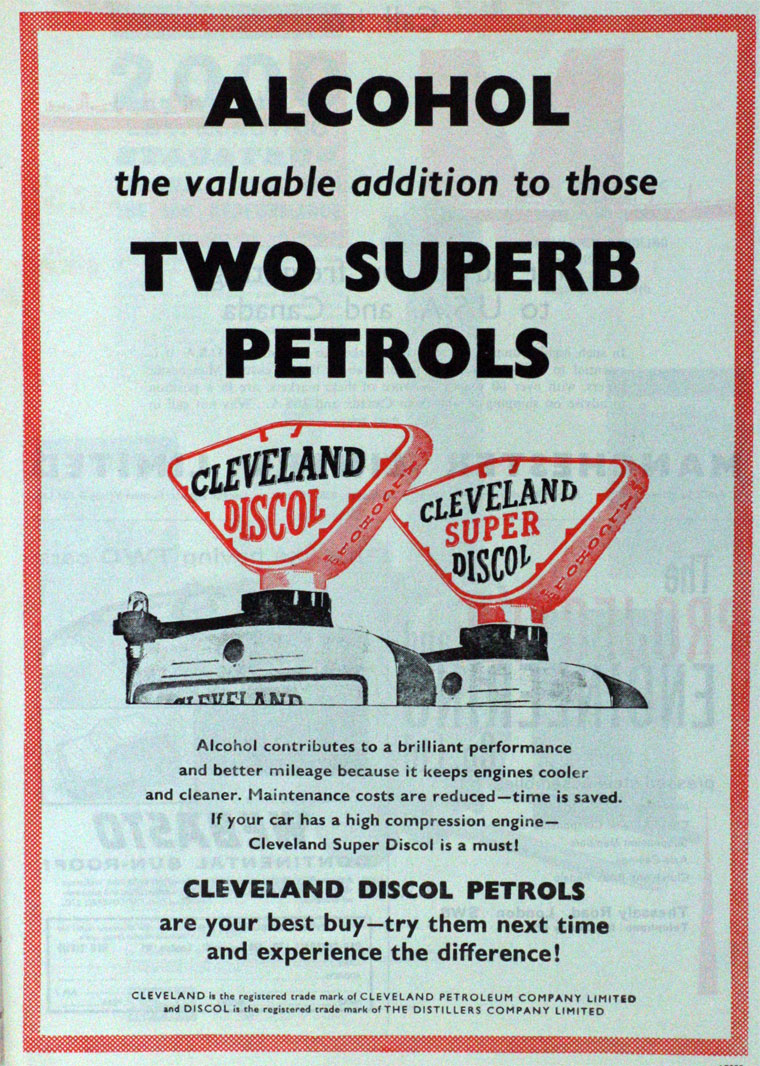 ALCOHOL
the valuable addition to those
TWO SUPERB
PETROLS
CLEVELAND
DISCOL
ALCOHOL
CLEVELAND
SUPER
DISCOL
ALCOHOL
CLEVELAND
Alcohol contributes to a brilliant performance
and better mileage because it keeps engines cooler
and cleaner. Maintenance costs are reduced—time is saved.
If your car has a high compression engine—
Cleveland Super Discol is a must!
CLEVELAND DISCOL PETROLS
are your best buy—try them next time
and experience the difference!
CLEVELAND is the registered trade mark of CLEVELAND PETROLEUM COMPANY LIMITED
and DISCOL is the registered trade mark of THE DISTILLERS COMPANY LIMITED